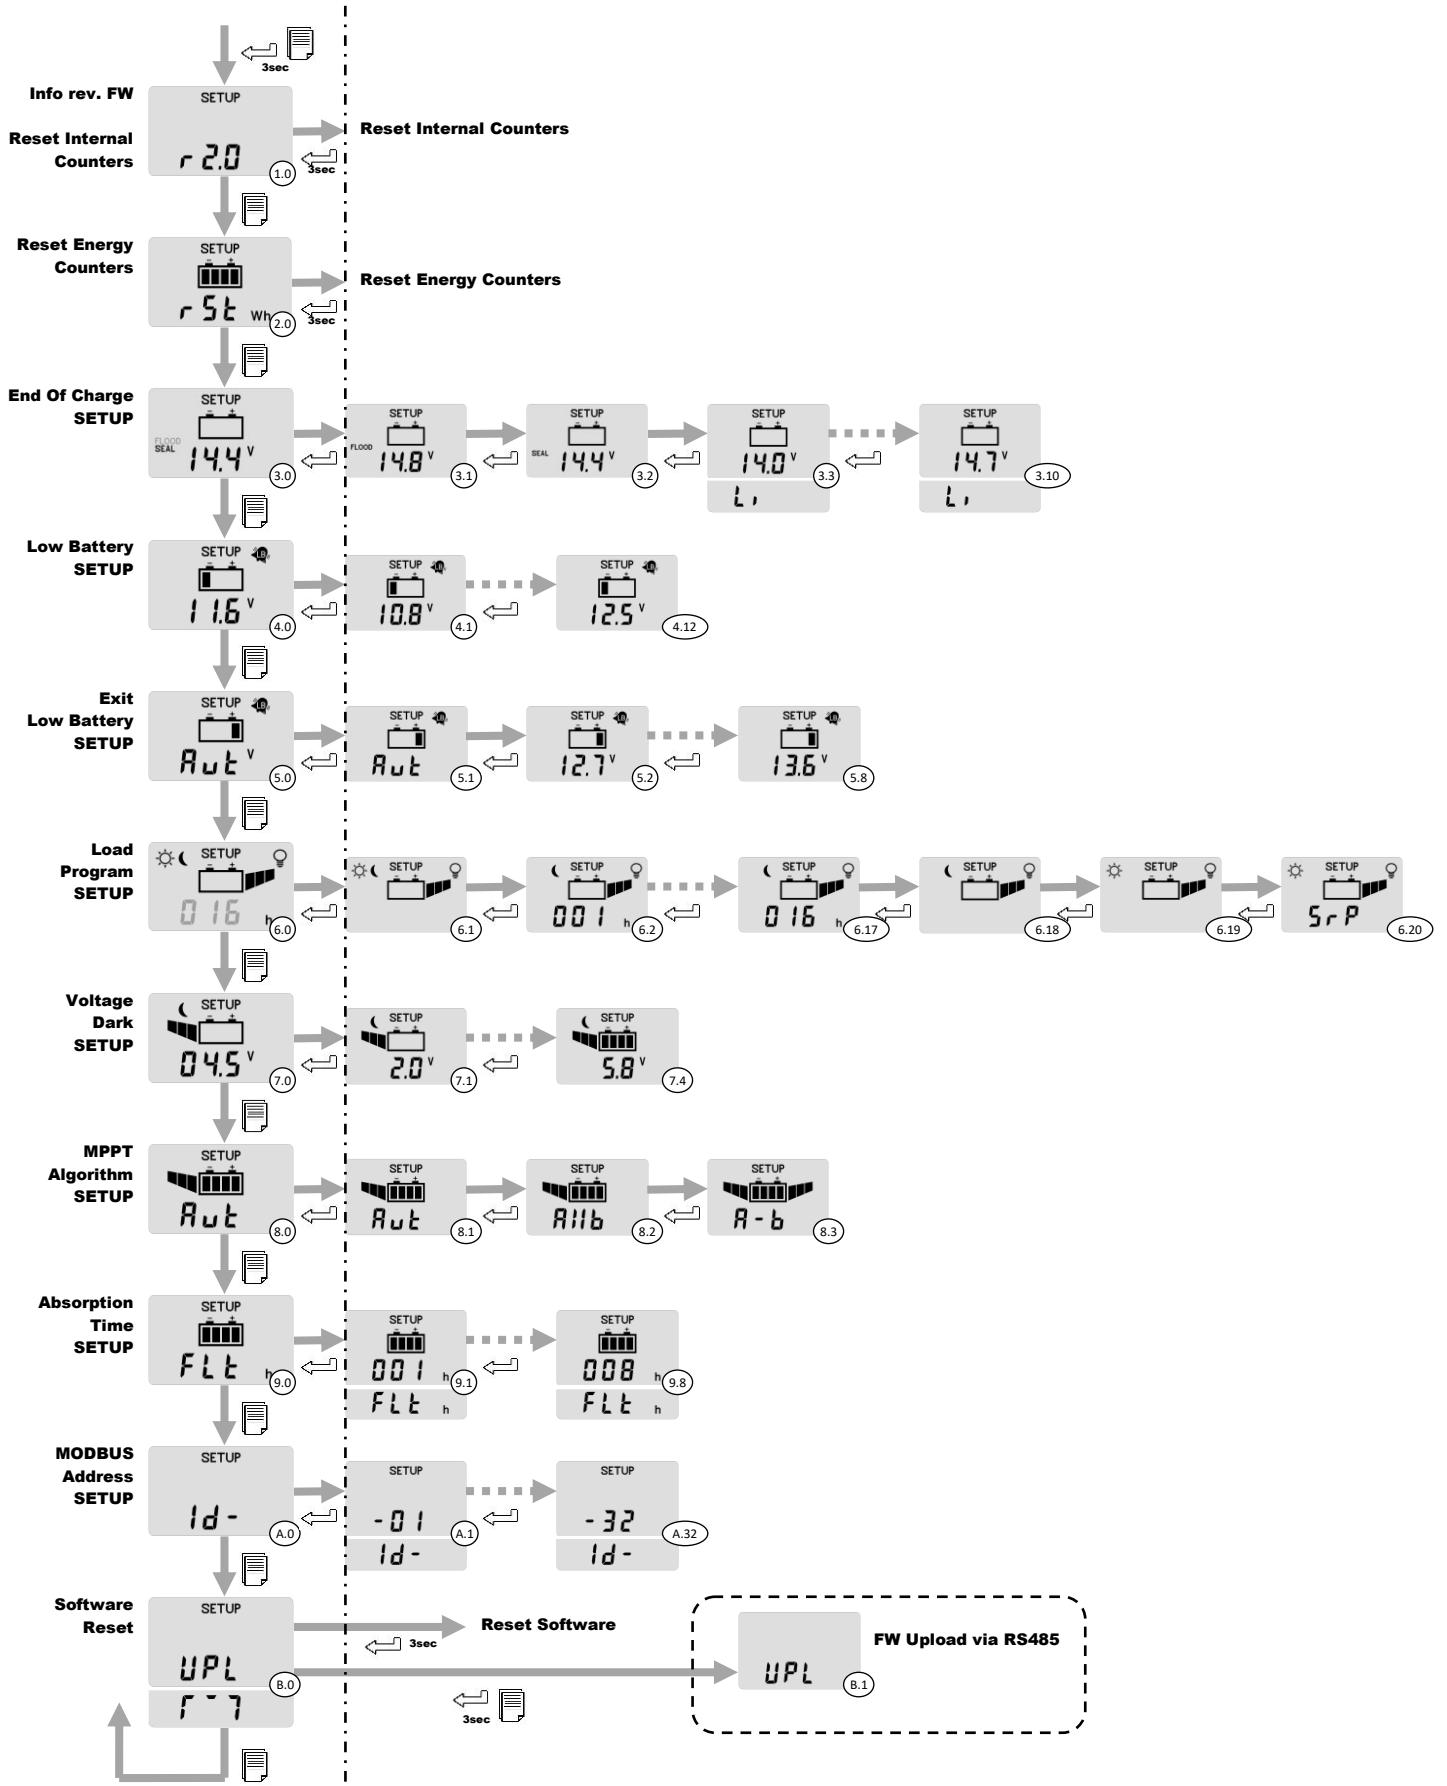 3sec
Info rev. FW
Reset Internal
Counters
SETUP
r 2.0
1.0
3sec
Reset Internal Counters
Reset Energy
Counters
SETUP
rSt Wh
2.0
3sec
Reset Energy Counters
End Of Charge
SETUP
SETUP
FLOOD
SEAL
14.4 V
3.0
SETUP
FLOOD
14.8 V
3.1
SETUP
SEAL
14.4 V
3.2
SETUP
14.0 V
3.3
Li
SETUP
14.7 V
3.10
Li
Low Battery
SETUP
SETUP LB
11.6 V
4.0
SETUP LB
10.8 V
4.1
SETUP LB
12.5 V
4.12
Exit
Low Battery
SETUP
SETUP LB
Aut V
5.0
SETUP LB
Aut
5.1
SETUP LB
12.7 V
5.2
SETUP LB
13.6 V
5.8
Load
Program
SETUP
SETUP
016 h
6.0
SETUP
6.1
SETUP
001 h
6.2
SETUP
016 h
6.17
SETUP
6.18
SETUP
6.19
SETUP
SrP
6.20
Voltage
Dark
SETUP
SETUP
04.5 V
7.0
SETUP
2.0 V
7.1
SETUP
5.8 V
7.4
MPPT
Algorithm
SETUP
SETUP
Aut
8.0
SETUP
Aut
8.1
SETUP
Allb
8.2
SETUP
A-b
8.3
Absorption
Time
SETUP
SETUP
FLt h
9.0
SETUP
001 h
9.1
FLt h
SETUP
008 h
9.8
FLt h
MODBUS
Address
SETUP
SETUP
Id-
A.0
SETUP
-01
A.1
Id-
SETUP
-32
A.32
Id-
Software
Reset
SETUP
UPL
B.0
3sec
Reset Software
3sec
UPL
B.1
FW Upload via RS485